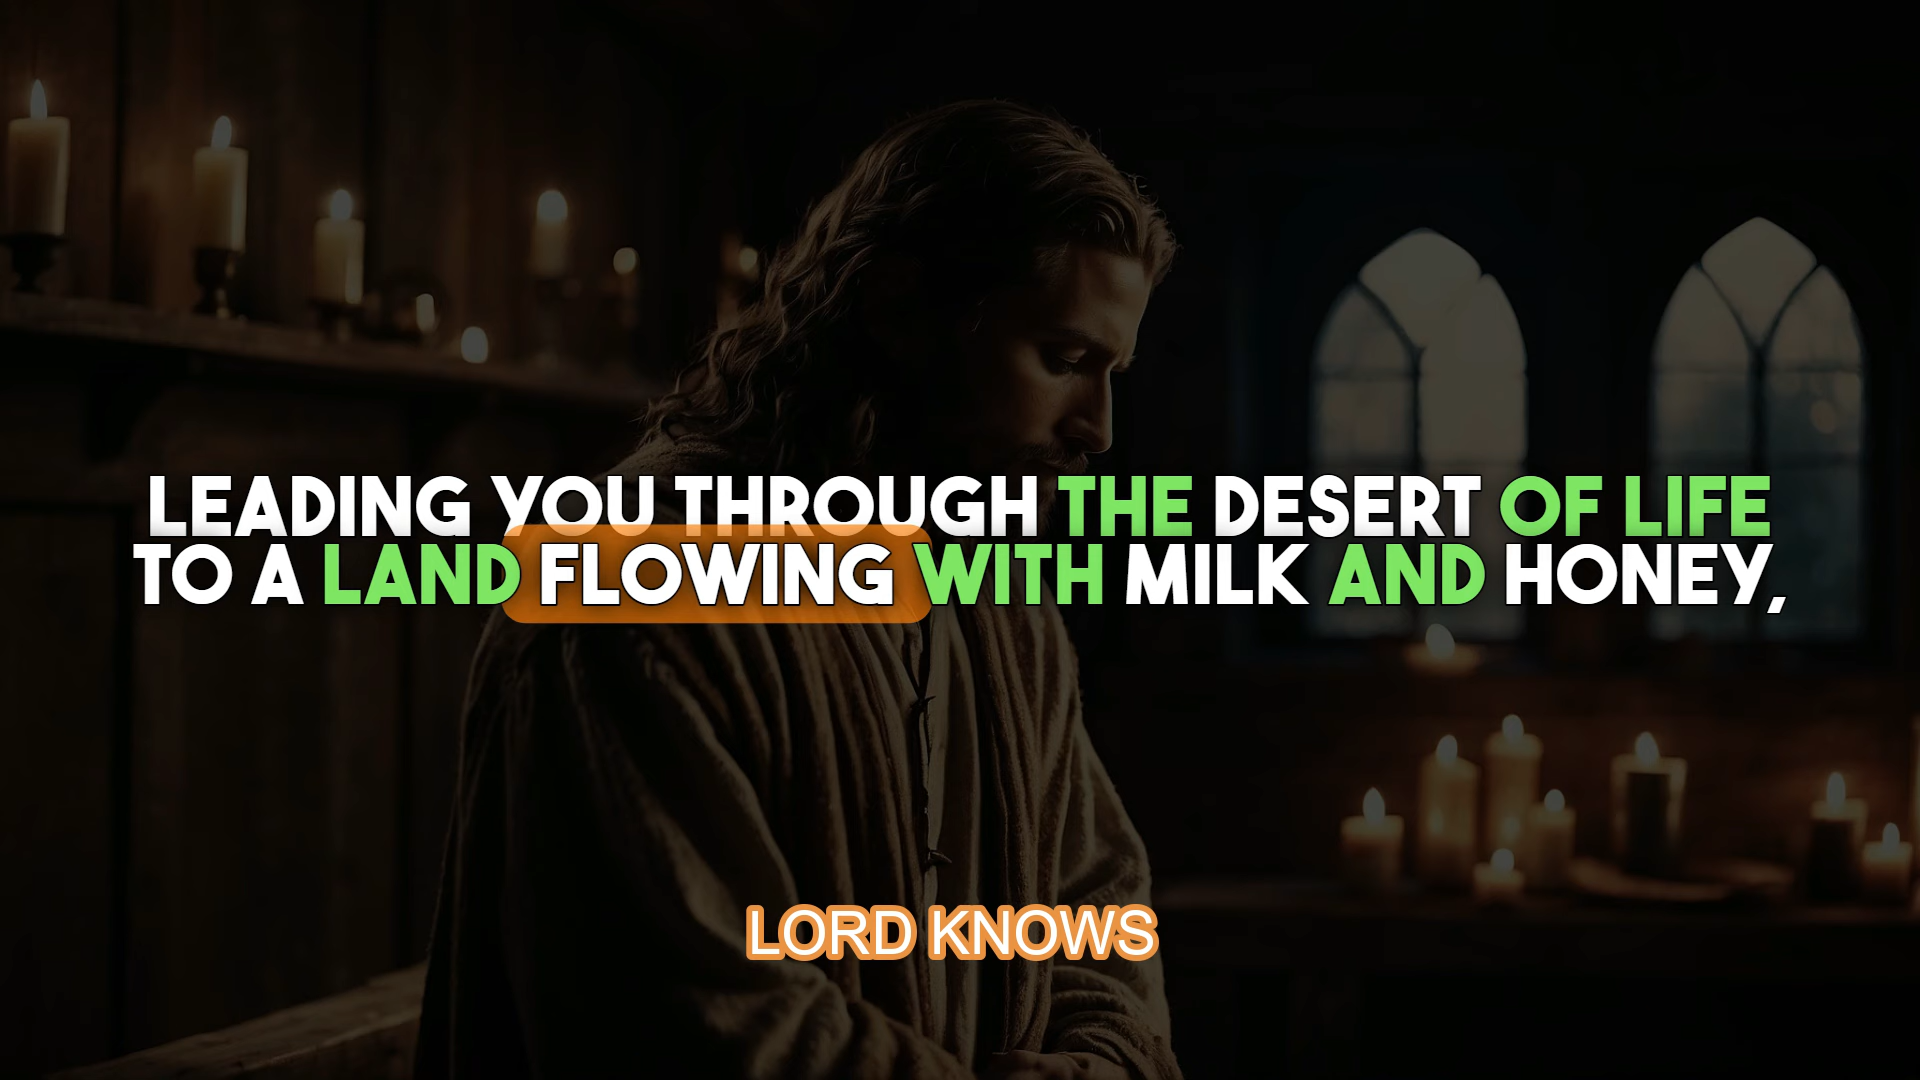 LEADING YOU THROUGH THE DESERT OF LIFE
TO A LAND FLOWING WITH MILK AND HONEY,
LORD KNOWS